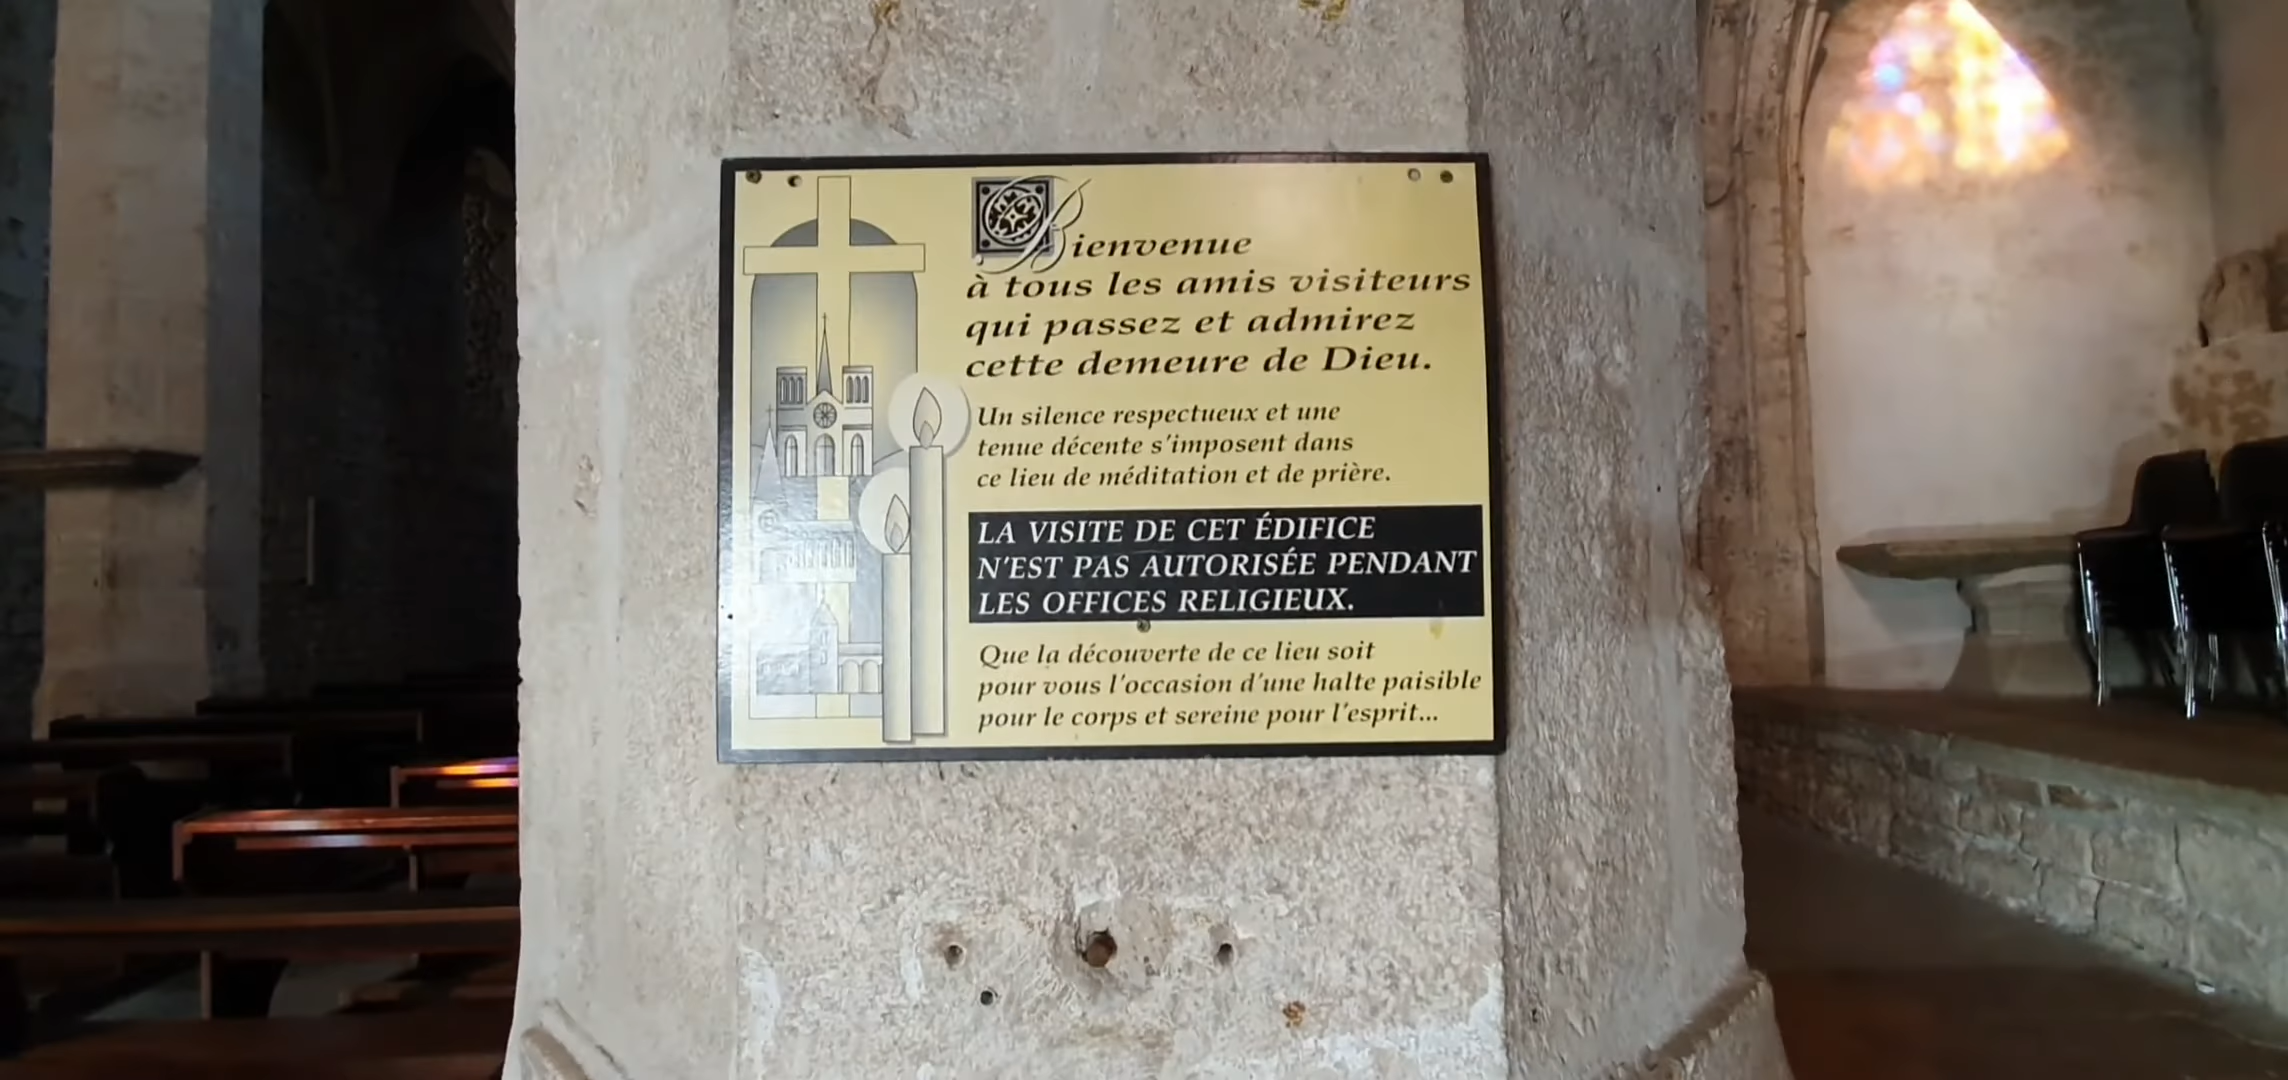 Bienvenue
à tous les amis visiteurs
qui passez et admirez
cette demeure de Dieu.
Un silence respectueux et une
tenue décente s'imposent dans
ce lieu de méditation et de prière.
LA VISITE DE CET ÉDIFICE
N'EST PAS AUTORISÉE PENDANT
LES OFFICES RELIGIEUX.
Que la découverte de ce lieu soit
pour vous l'occasion d'une halte paisible
pour le corps et sereine pour l'esprit...